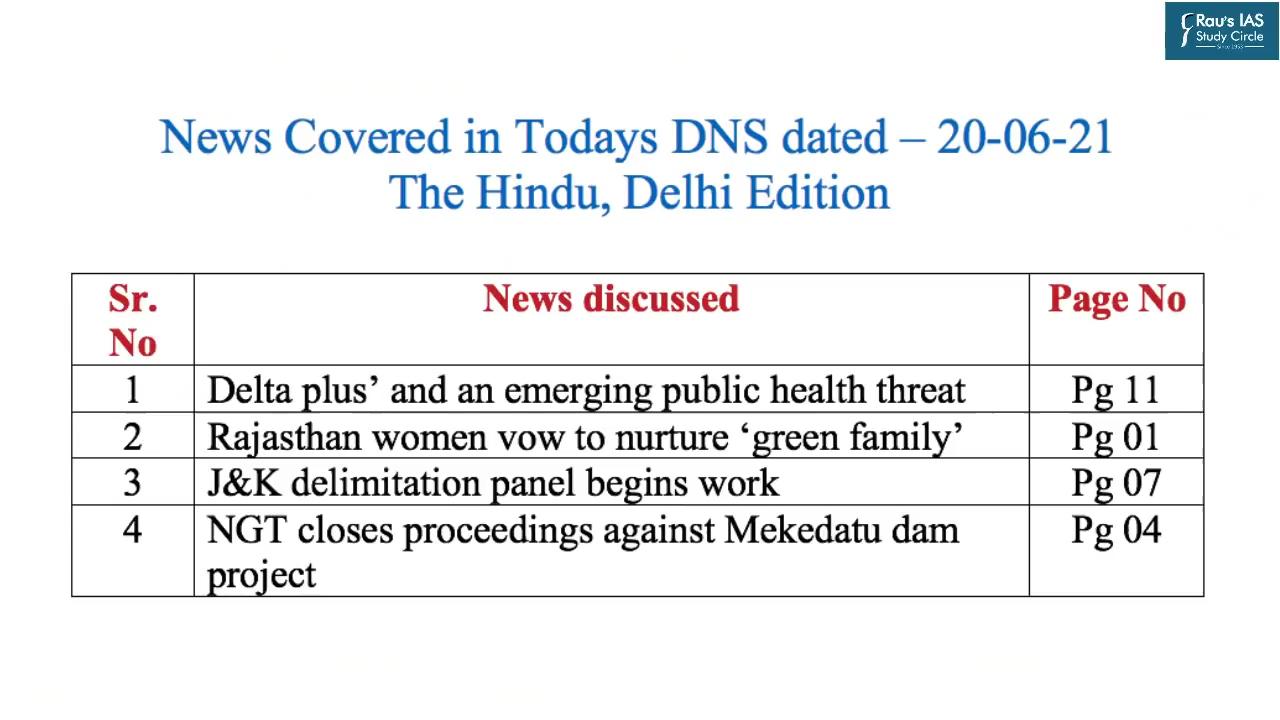 Rau's IAS
Study Circle
Since 1953
News Covered in Todays DNS dated – 20-06-21
The Hindu, Delhi Edition
Sr. No News discussed Page No
1 Delta plus’ and an emerging public health threat Pg 11
2 Rajasthan women vow to nurture ‘green family’ Pg 01
3 J&K delimitation panel begins work Pg 07
4 NGT closes proceedings against Mekedatu dam Pg 04
project